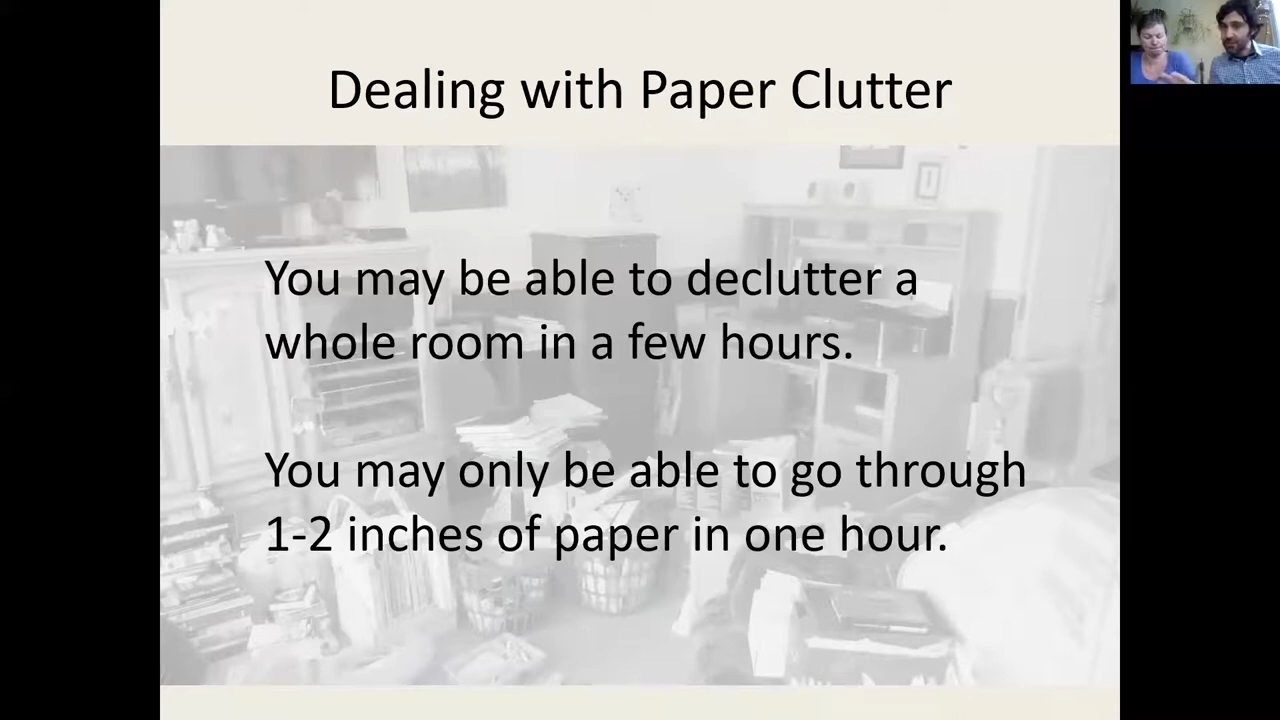 Dealing with Paper Clutter
You may be able to declutter a
whole room in a few hours.
You may only be able to go through
1-2 inches of paper in one hour.